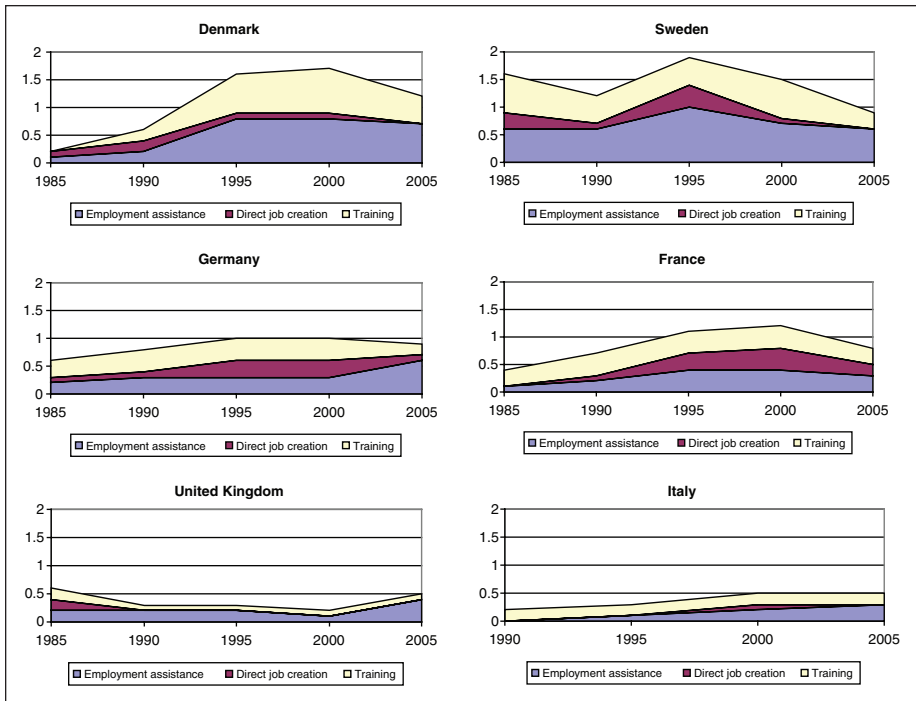 Denmark
2
1.5
1
0.5
0
1985 1990 1995 2000 2005
Employment assistance Direct job creation Training
Sweden
2
1.5
1
0.5
0
1985 1990 1995 2000 2005
Employment assistance Direct job creation Training
Germany
2
1.5
1
0.5
0
1985 1990 1995 2000 2005
Employment assistance Direct job creation Training
France
2
1.5
1
0.5
0
1985 1990 1995 2000 2005
Employment assistance Direct job creation Training
United Kingdom
2
1.5
1
0.5
0
1985 1990 1995 2000 2005
Employment assistance Direct job creation Training
Italy
2
1.5
1
0.5
0
1990 1995 2000 2005
Employment assistance Direct job creation Training